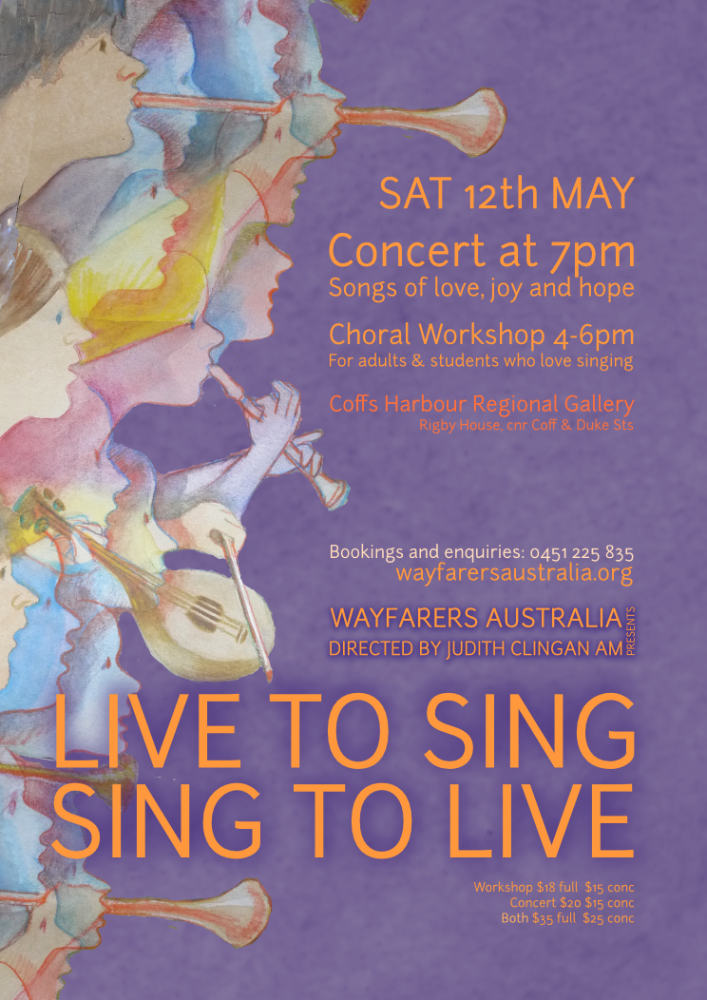 SAT 12th MAY
Concert at 7pm
Songs of love, joy and hope
Choral Workshop 4-6pm
For adults & students who love singing
Coffs Harbour Regional Gallery
Rigby House, cnr Coff & Duke Sts
Bookings and enquiries: 0451 225 835
wayfarersaustralia.org
WAYFARERS AUSTRALIA
DIRECTED BY JUDITH CLINGAN AM
PRESENTS
LIVE TO SING
SING TO LIVE
Workshop $18 full $15 conc
Concert $20 $15 conc
Both $35 full $25 conc